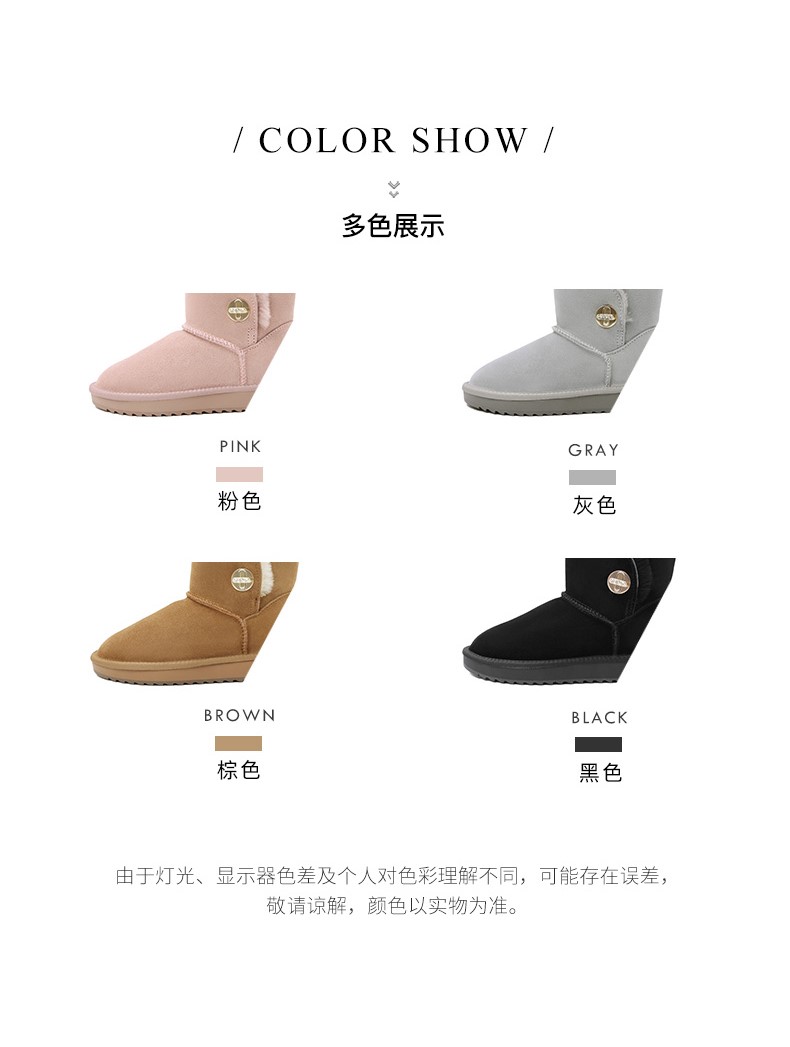 / COLOR SHOW /
多色展示
PINK
粉色
GRAY
灰色
BROWN
棕色
BLACK
黑色
由于灯光、显示器色差及个人对色彩理解不同，可能存在误差，
敬请谅解，颜色以实物为准。